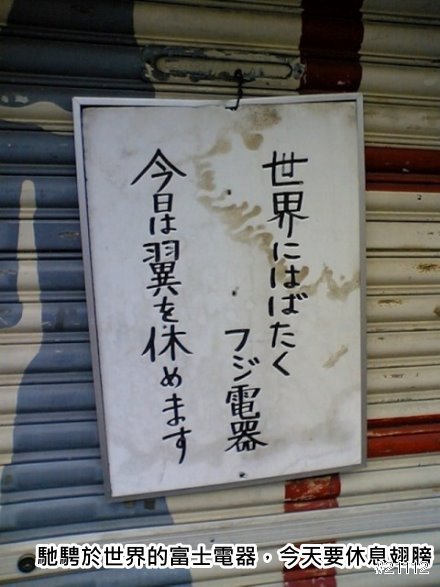 世界にはばたく
フジ電器
今日は翼を休めます
馳騁於世界的富士電器，今天要休息翅膀
w21112